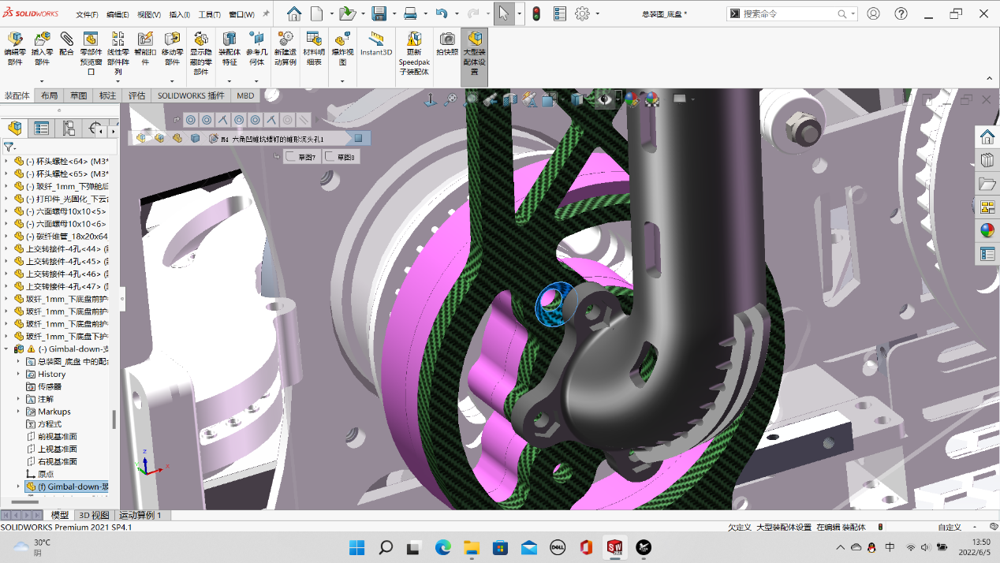 SOLIDWORKS
文件(F) 编辑(E) 视图(V) 插入(I) 工具(T) 窗口(W)
总装图_底盘 *
搜索命令
编辑零部件
插入零部件
配合
零部件预览窗口
线性零部件阵列
智能扣件
移动零部件
显示隐藏的零部件
装配体特征
参考几何体
新建运动算例
材料明细表
爆炸视图
Instant3D
更新 Speedpak 子装配体
拍快照
大型装配体设置
装配体 布局 草图 标注 评估 SOLIDWORKS 插件 MBD
M4 六角凹锥坑螺钉的锥形沉头孔1
草图7 草图8
(-) 杯头螺栓<64> (M3*
(-) 杯头螺栓<65> (M3*
(-) 玻纤_1mm_下弹舱后
(-) 打印件_光固化_下云台
(-) 六面螺母10x10<5>
(-) 六面螺母10x10<6>
(-) 碳纤维管_18x20x64
上交转接件-4孔<44>
上交转接件-4孔<45>
上交转接件-4孔<46>
上交转接件-4孔<47>
玻纤_1mm_下底盘前护
玻纤_1mm_下底盘前护
玻纤_1mm_下底盘前护
玻纤_1mm_下底盘下护
(-) Gimbal-down-支
总装图_底盘 中的配合
History
传感器
注解
Markups
方程式
前视基准面
上视基准面
右视基准面
原点
(f) Gimbal-down-玻
Z
X
模型 3D 视图 运动算例 1
SOLIDWORKS Premium 2021 SP4.1
欠定义 大型装配体设置 在编辑 装配体
自定义
30°C
阴
DELL
SW
中
13:50
2022/6/5